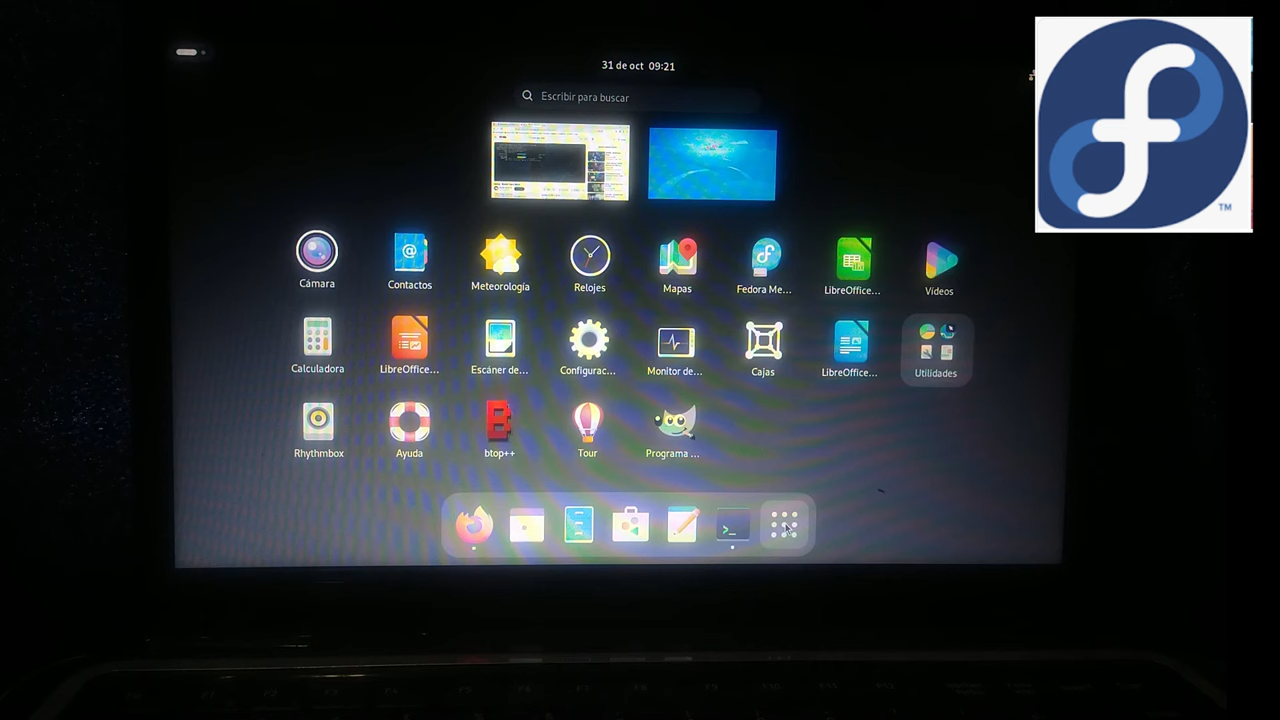 31 de oct 09:21
Escribir para buscar
Cámara
Contactos
Meteorología
Relojes
Mapas
Fedora Me...
LibreOffice...
Vídeos
Calculadora
LibreOffice...
Escáner de...
Configurac...
Monitor de...
Cajas
LibreOffice...
Utilidades
Rhythmbox
Ayuda
btop++
Tour
Programa ...
TM